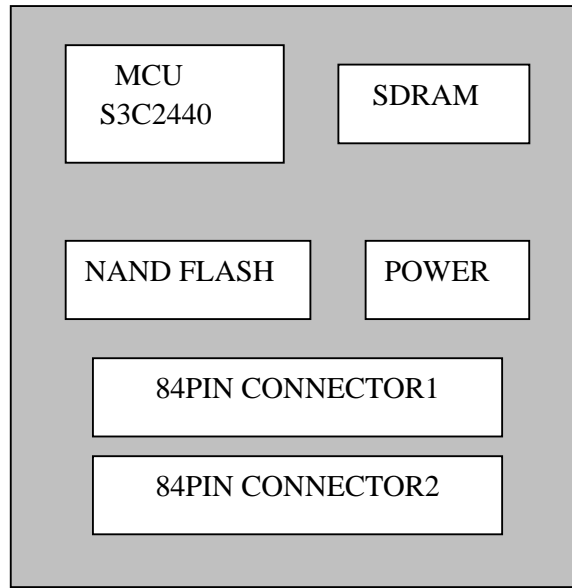 MCU
S3C2440
SDRAM
NAND FLASH
POWER
84PIN CONNECTOR1
84PIN CONNECTOR2